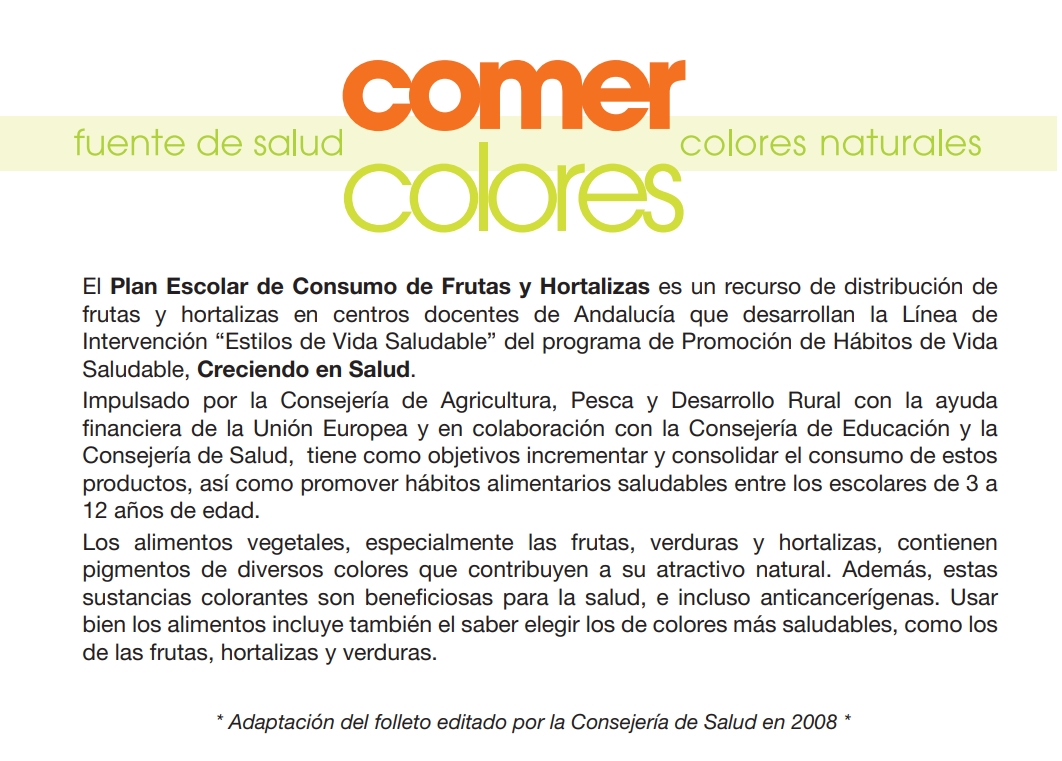 comer
fuente de salud
colores naturales
colores
El Plan Escolar de Consumo de Frutas y Hortalizas es un recurso de distribución de
frutas y hortalizas en centros docentes de Andalucía que desarrollan la Línea de
Intervención “Estilos de Vida Saludable” del programa de Promoción de Hábitos de Vida
Saludable, Creciendo en Salud.
Impulsado por la Consejería de Agricultura, Pesca y Desarrollo Rural con la ayuda
financiera de la Unión Europea y en colaboración con la Consejería de Educación y la
Consejería de Salud, tiene como objetivos incrementar y consolidar el consumo de estos
productos, así como promover hábitos alimentarios saludables entre los escolares de 3 a
12 años de edad.
Los alimentos vegetales, especialmente las frutas, verduras y hortalizas, contienen
pigmentos de diversos colores que contribuyen a su atractivo natural. Además, estas
sustancias colorantes son beneficiosas para la salud, e incluso anticancerígenas. Usar
bien los alimentos incluye también el saber elegir los de colores más saludables, como los
de las frutas, hortalizas y verduras.
* Adaptación del folleto editado por la Consejería de Salud en 2008 *